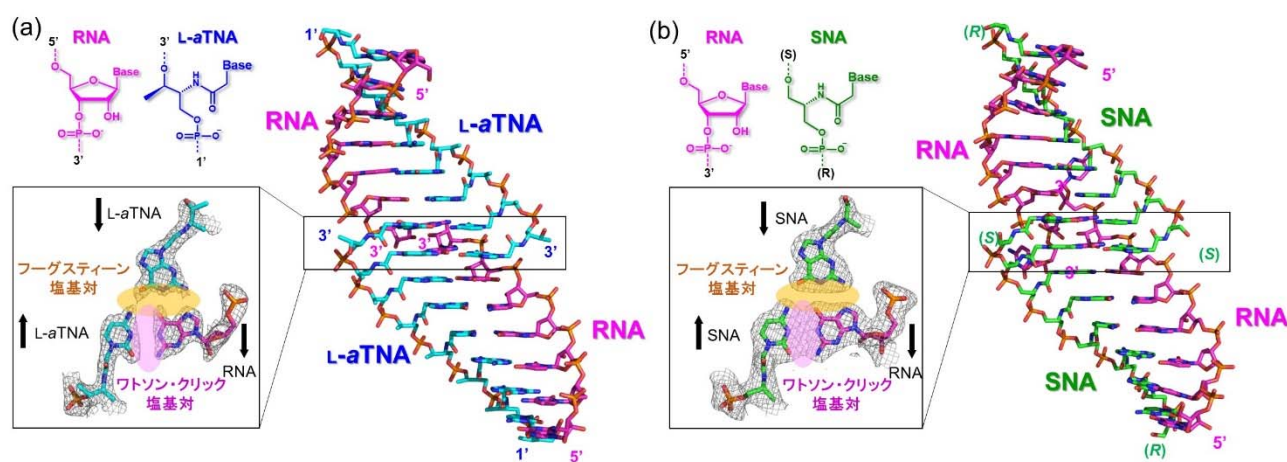 (a)
RNA
L-aTNA
5'
O
Base
O
O OH
O=P-O-
O
3'
3'
O
H
N
Base
O
O
O=P-O-
O
1'
1'
5'
RNA
L-aTNA
3'
3'
3'
3'
L-aTNA
RNA
1'
5'
L-aTNA
フーグスティーン
塩基対
L-aTNA
RNA
ワトソン・クリック
塩基対
(b)
RNA
SNA
5'
O
Base
O
O OH
O=P-O-
O
3'
(S)
O
H
N
Base
O
O
O=P-O-
O
(R)
(R)
5'
SNA
RNA
3'
(S)
(S)
3'
RNA
SNA
(R)
5'
SNA
フーグスティーン
塩基対
SNA
RNA
ワトソン・クリック
塩基対